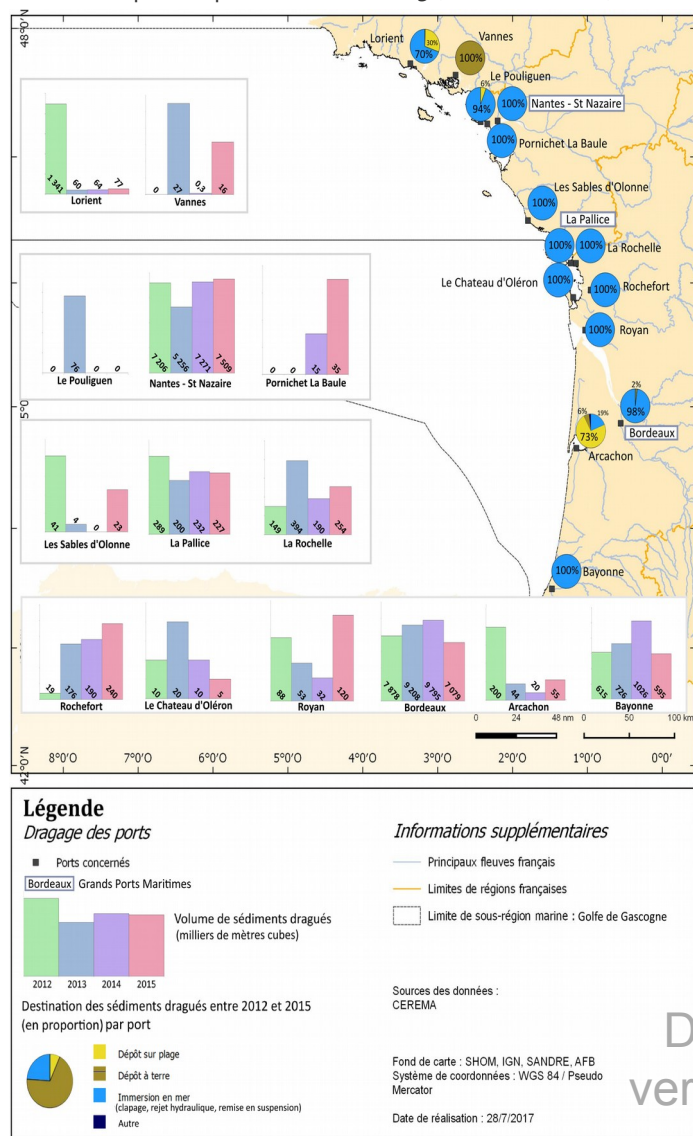 48°0'N
Lorient
30%
70%
Vannes
100%
6%
Le Pouliguen
94%
100%
Nantes - St Nazaire
100%
Pornichet La Baule
1 341
60
64
77
Lorient
0
27
0,3
16
Vannes
Les Sables d'Olonne
100%
La Pallice
100%
100%
La Rochelle
Le Chateau d'Oléron
100%
100%
Rochefort
100%
Royan
0
76
0
0
Le Pouliguen
7 206
5 256
7 271
7 509
Nantes - St Nazaire
0
0
15
35
Pornichet La Baule
5°0
2%
98%
Bordeaux
6%
19%
73%
Arcachon
41
4
0
23
Les Sables d'Olonne
289
200
232
227
La Pallice
149
394
190
254
La Rochelle
100%
Bayonne
19
176
190
240
Rochefort
10
20
10
5
Le Chateau d'Oléron
88
53
32
120
Royan
7 878
9 208
9 795
7 079
Bordeaux
200
44
20
55
Arcachon
615
726
1026
595
Bayonne
0 24 48 nm
0 50 100 km
42°0'N
8°0 7°0 6°0 5°0 4°0 3°0 2°0 1°0 0°0
Légende
Dragage des ports
Ports concernés
Bordeaux Grands Ports Maritimes
Volume de sédiments dragués
(milliers de mètres cubes)
2012 2013 2014 2015
Destination des sédiments dragués entre 2012 et 2015
(en proportion) par port
Dépôt sur plage
Dépôt à terre
Immersion en mer
(clapage, rejet hydraulique, remise en suspension)
Autre
Informations supplémentaires
Principaux fleuves français
Limites de régions françaises
Limite de sous-région marine : Golfe de Gascogne
Sources des données :
CEREMA
Fond de carte : SHOM, IGN, SANDRE, AFB
Système de coordonnées : WGS 84 / Pseudo
Mercator
Date de réalisation : 28/7/2017
D
ver